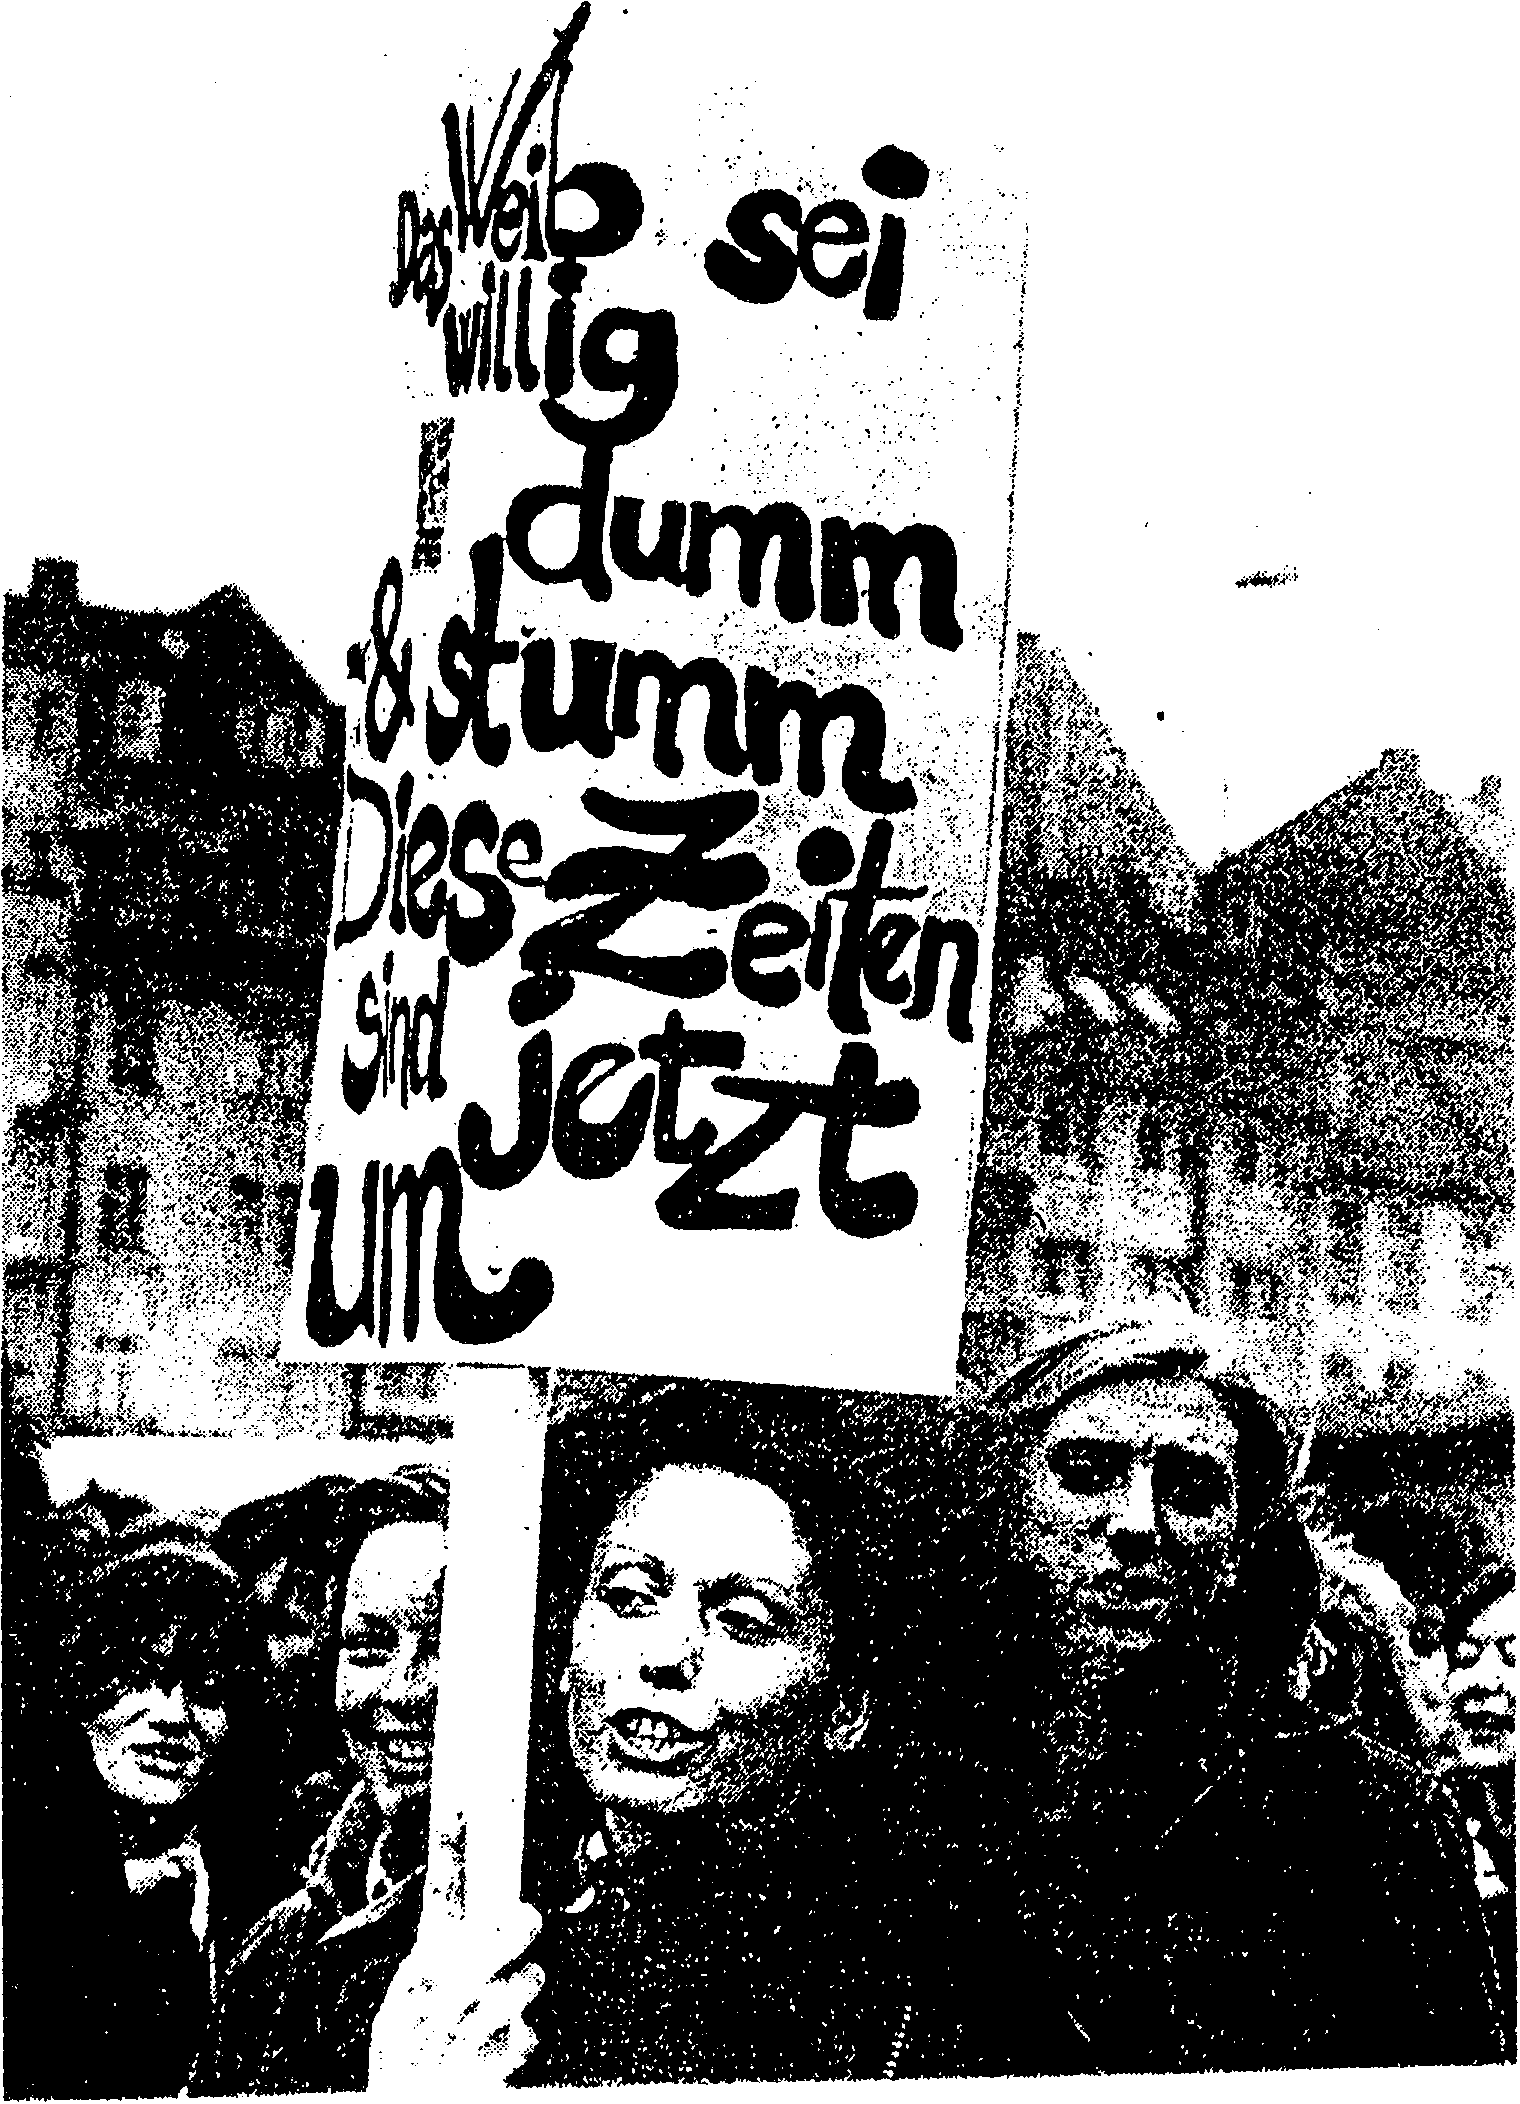 Das Weib sei
willig
dumm
& stumm
Diese Zeiten
sind jetzt
um